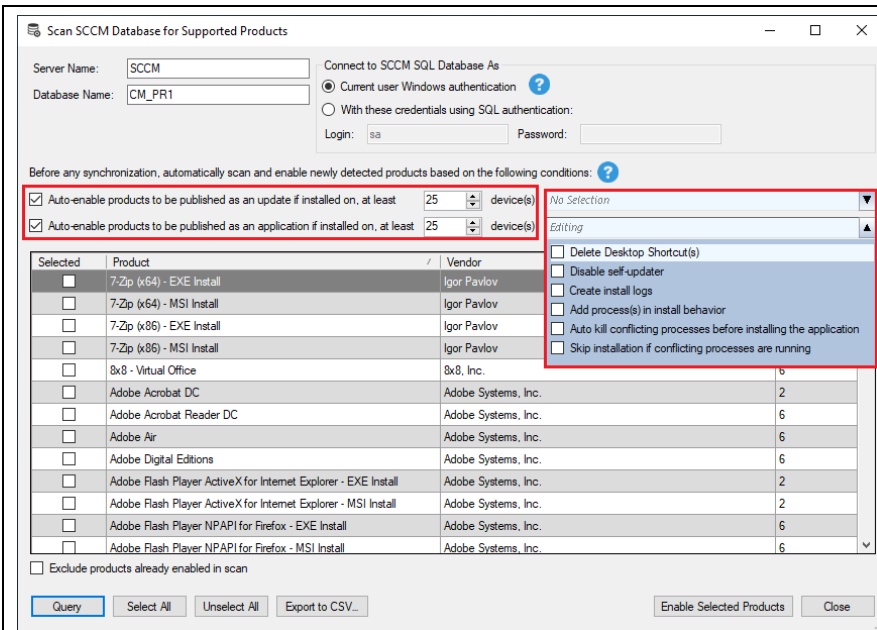 Scan SCCM Database for Supported Products
Server Name: SCCM
Database Name: CM_PR1
Connect to SCCM SQL Database As
Current user Windows authentication ?
With these credentials using SQL authentication:
Login: sa Password:
Before any synchronization, automatically scan and enable newly detected products based on the following conditions: ?
Auto-enable products to be published as an update if installed on, at least 25 device(s) No Selection
Auto-enable products to be published as an application if installed on, at least 25 device(s) Editing
Delete Desktop Shortcut(s)
Disable self-updater
Create install logs
Add process(s) in install behavior
Auto kill conflicting processes before installing the application
Skip installation if conflicting processes are running
Selected Product Vendor
7-Zip (x64) - EXE Install Igor Pavlov
7-Zip (x64) - MSI Install Igor Pavlov
7-Zip (x86) - EXE Install Igor Pavlov
7-Zip (x86) - MSI Install Igor Pavlov
8x8 - Virtual Office 8x8, Inc. 6
Adobe Acrobat DC Adobe Systems, Inc. 2
Adobe Acrobat Reader DC Adobe Systems, Inc. 6
Adobe Air Adobe Systems, Inc. 6
Adobe Digital Editions Adobe Systems, Inc. 6
Adobe Flash Player ActiveX for Internet Explorer - EXE Install Adobe Systems, Inc. 2
Adobe Flash Player ActiveX for Internet Explorer - MSI Install Adobe Systems, Inc. 2
Adobe Flash Player NPAPI for Firefox - EXE Install Adobe Systems, Inc. 6
Adobe Flash Player NPAPI for Firefox - MSI Install Adobe Systems, Inc. 6
Exclude products already enabled in scan
Query Select All Unselect All Export to CSV... Enable Selected Products Close